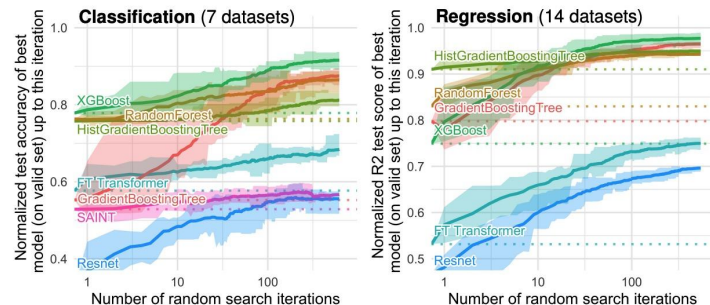 Classification (7 datasets)
Normalized test accuracy of best
model (on valid set) up to this iteration
1.0
0.8
0.6
0.4
XGBoost
RandomForest
HistGradientBoostingTree
FT Transformer
GradientBoostingTree
SAINT
Resnet
1
10
100
Number of random search iterations
Regression (14 datasets)
Normalized R2 test score of best
model (on valid set) up to this iteration
1.0
0.9
0.8
0.7
0.6
0.5
HistGradientBoostingTree
RandomForest
GradientBoostingTree
XGBoost
FT Transformer
Resnet
1
10
100
Number of random search iterations